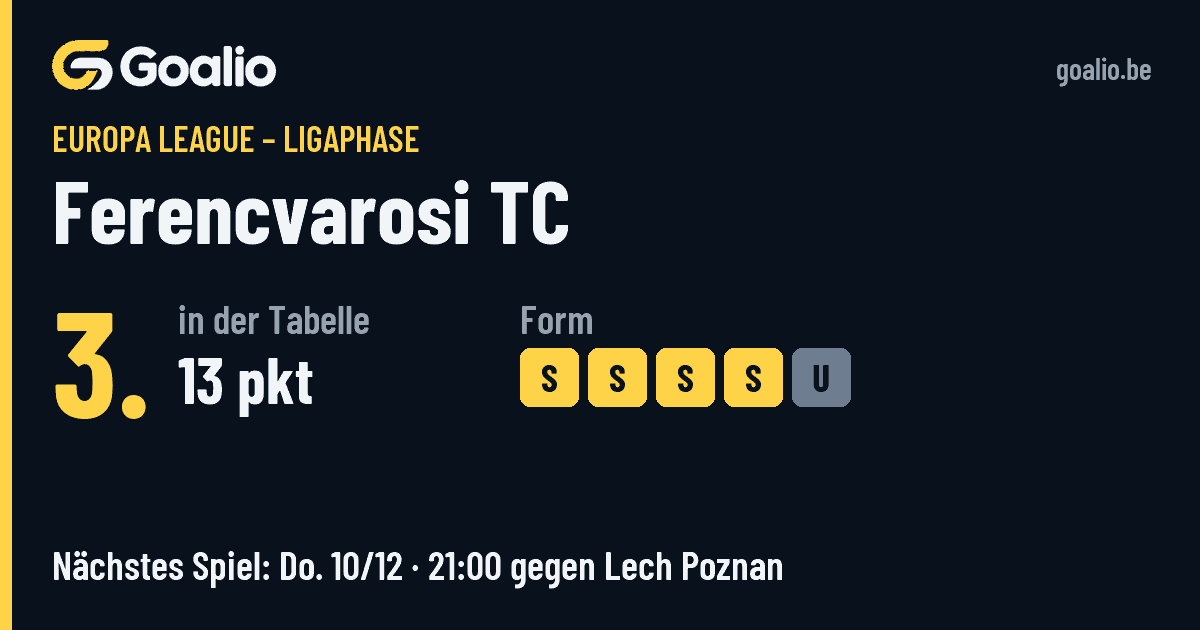 Goalio
goalio.be
EUROPA LEAGUE – LIGAPHASE
Ferencvarosi TC
3.
in der Tabelle
13 pkt
Form
S S S S U
Nächstes Spiel: Do. 10/12 · 21:00 gegen Lech Poznan